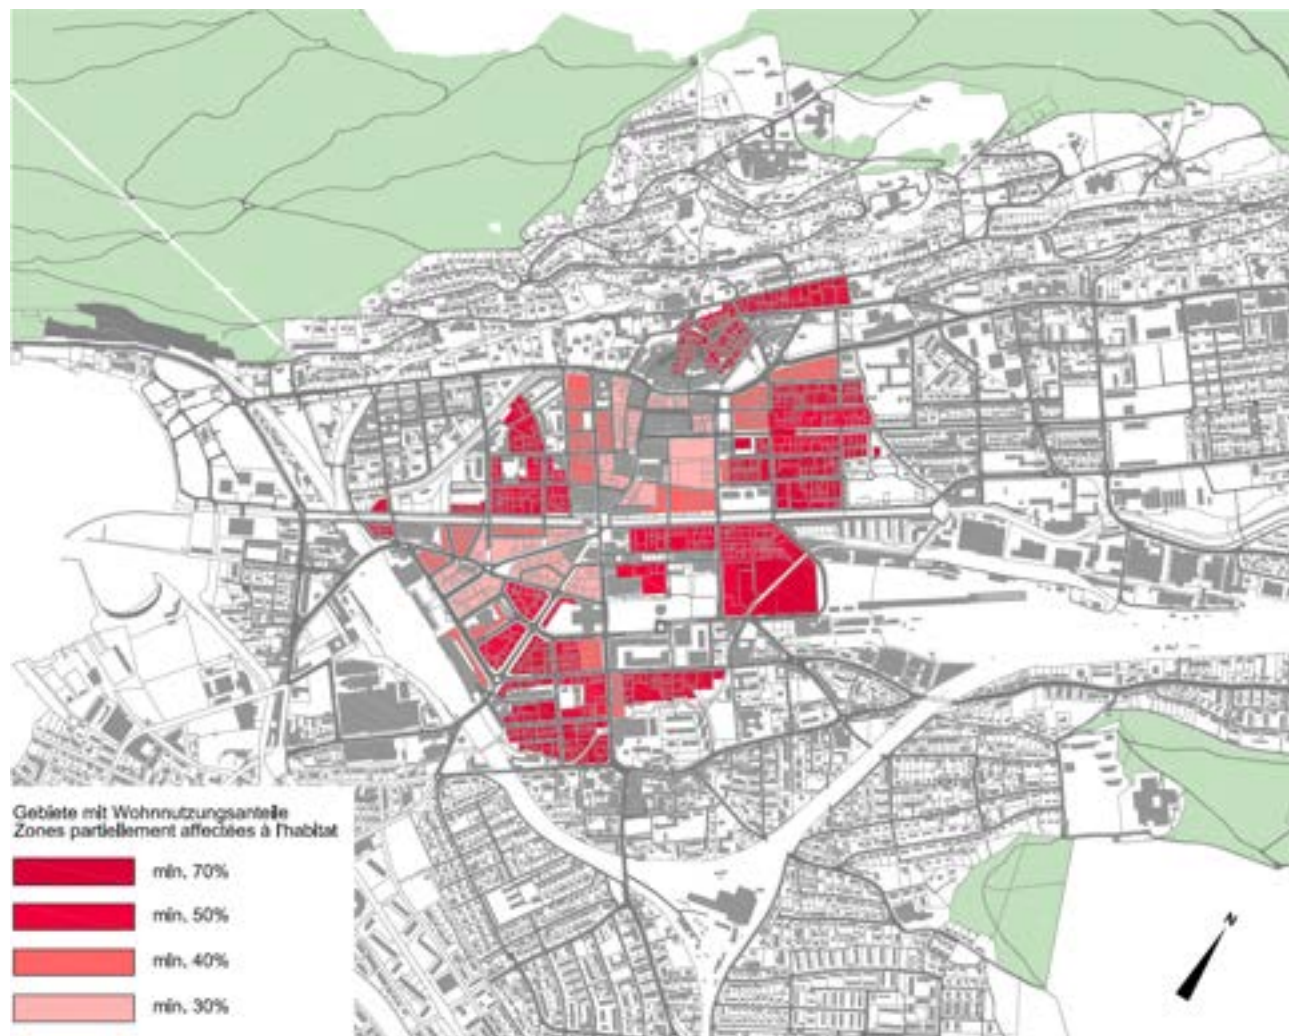 Gebiete mit Wohnnutzungsanteile
Zones partiellement affectées à l'habitat
min. 70%
min. 50%
min. 40%
min. 30%
N